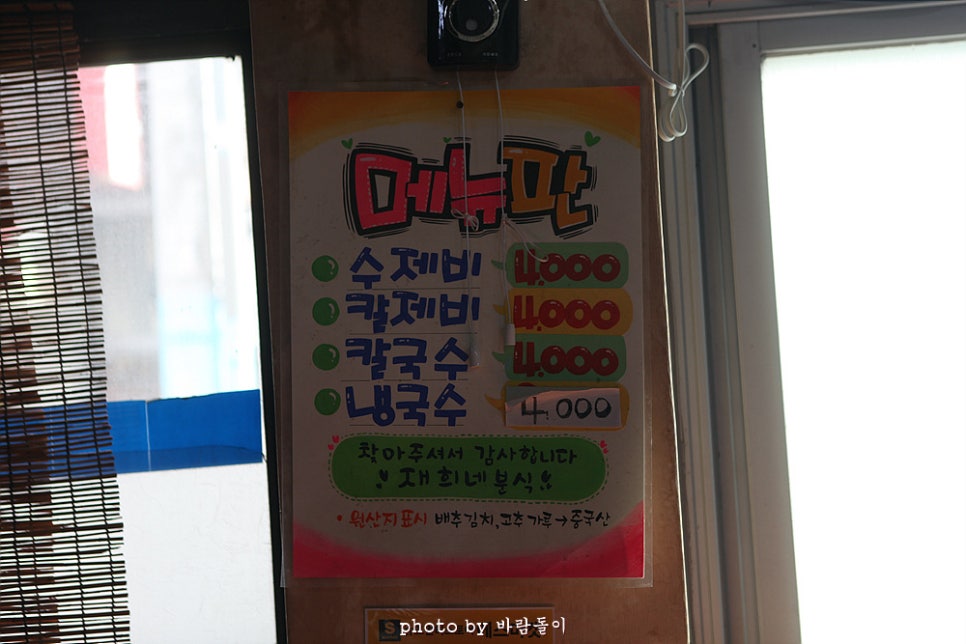 메뉴판
수제비 4.000
칼제비 4.000
칼국수 4.000
냉국수 4.000
찾아주셔서 감사합니다
재희네분식
• 원산지표시 배추김치, 고추가루→중국산
photo by 바람돌이